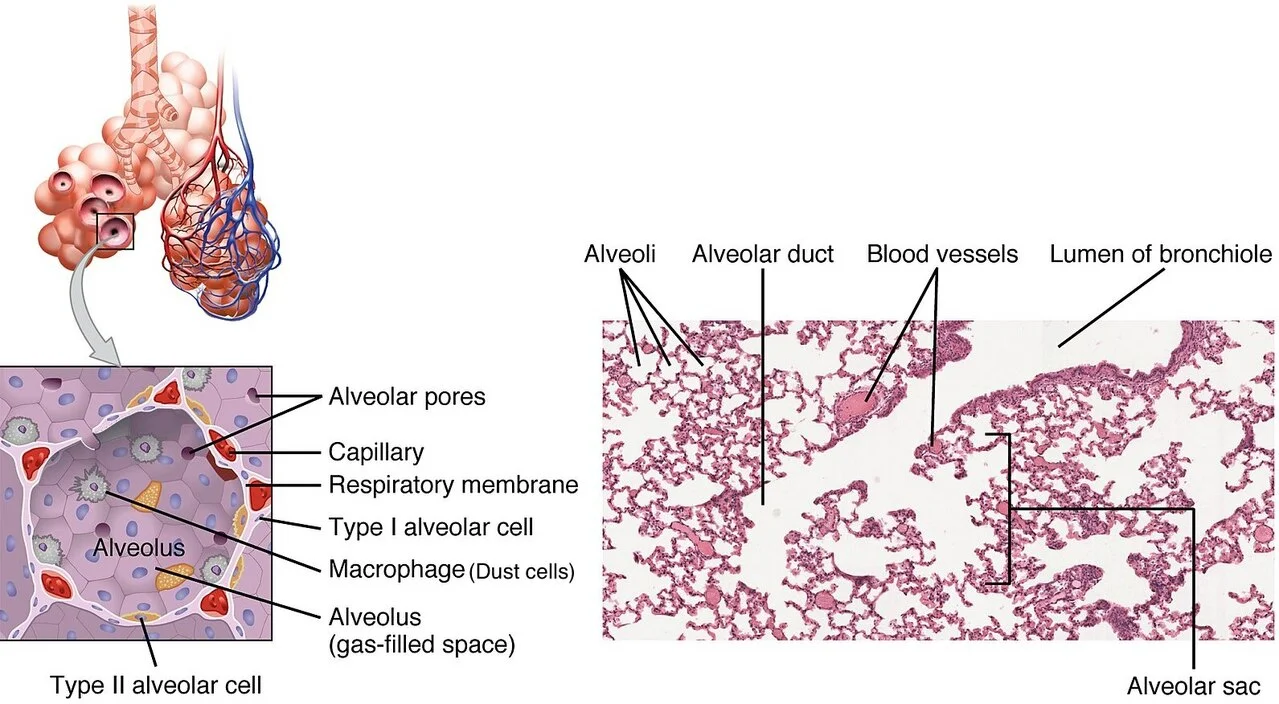 Alveolar pores
Capillary
Respiratory membrane
Type I alveolar cell
Alveolus
Macrophage (Dust cells)
Alveolus
(gas-filled space)
Type II alveolar cell
Alveoli
Alveolar duct
Blood vessels
Lumen of bronchiole
Alveolar sac